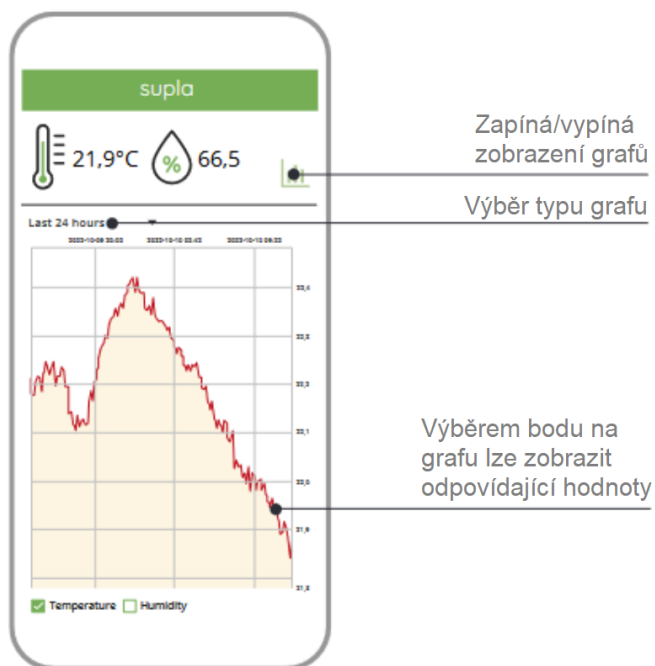 supla
21,9°C
%
66,5
Zapíná/vypíná
zobrazení grafů
Výběr typu grafu
Last 24 hours
Výběrem bodu na
grafu lze zobrazit
odpovídající hodnoty
Temperature
Humidity